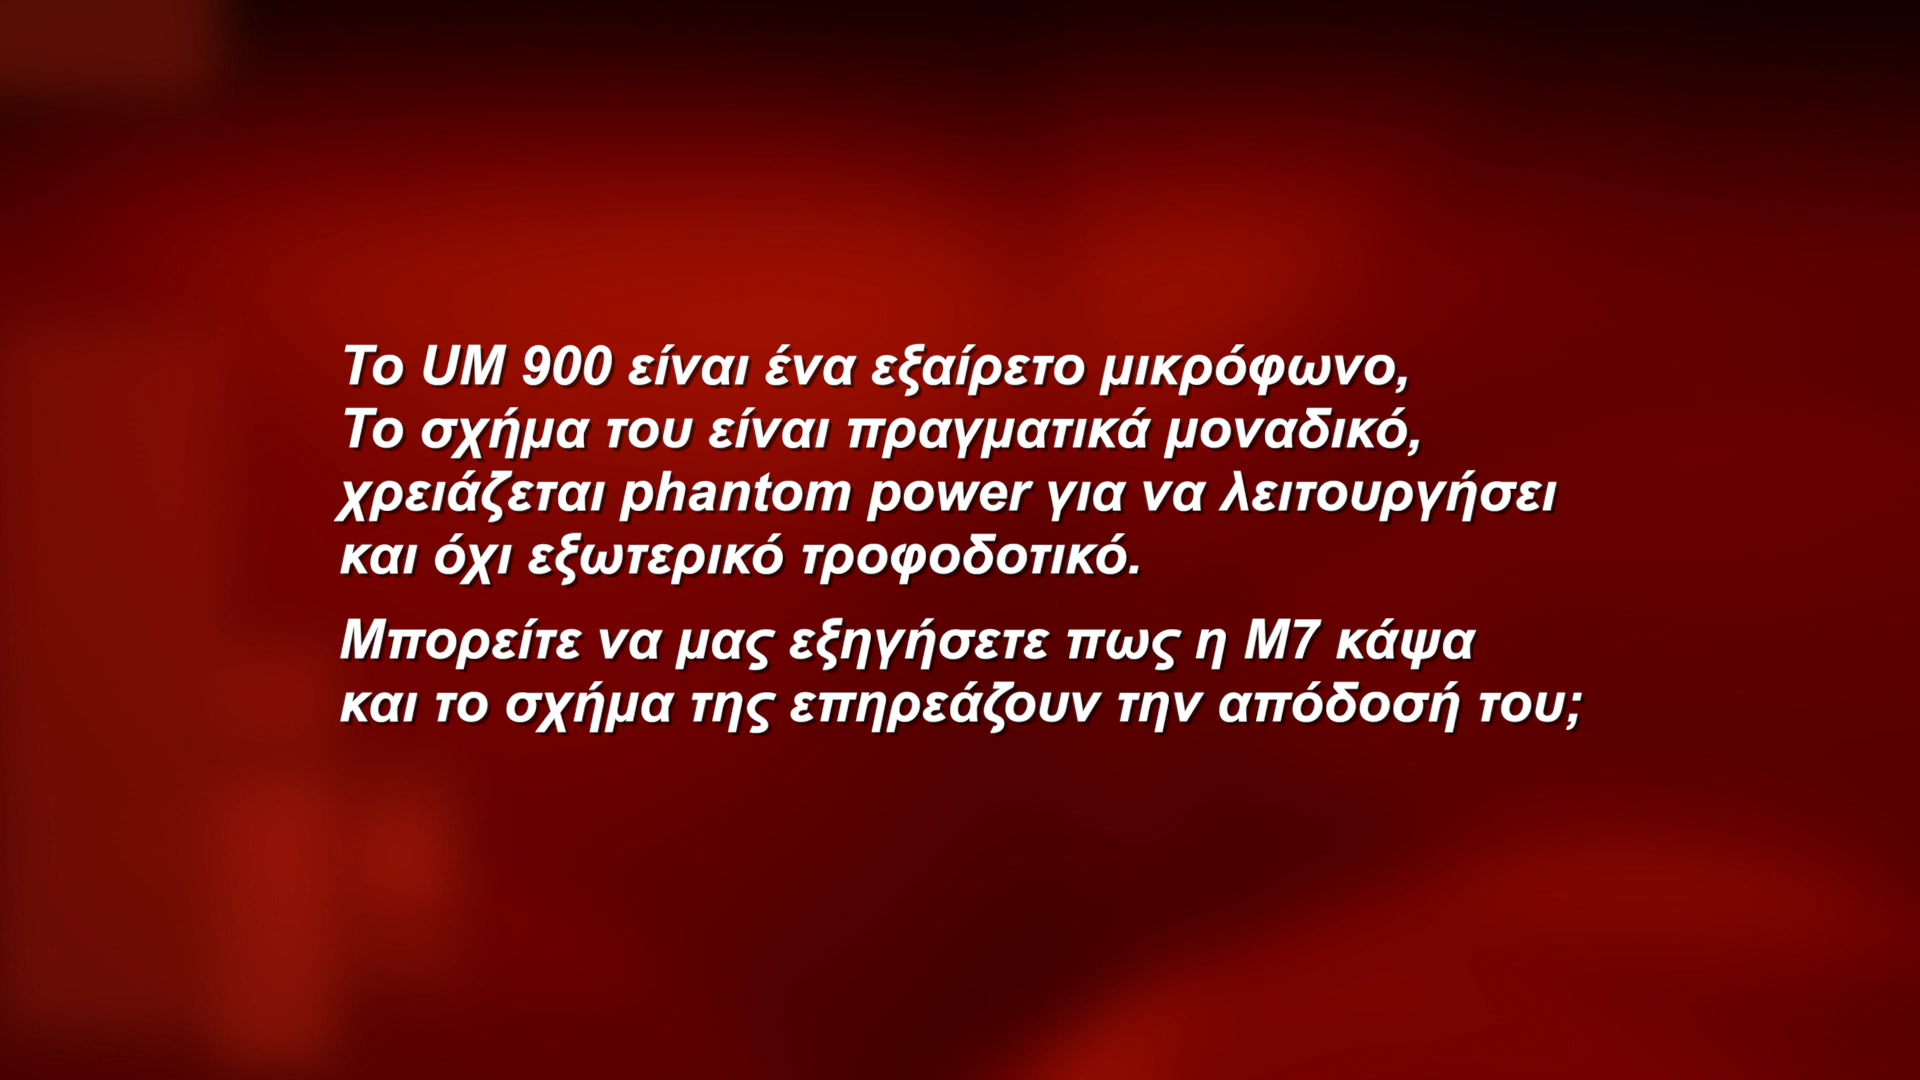 Το UM 900 είναι ένα εξαίρετο μικρόφωνο,
Το σχήμα του είναι πραγματικά μοναδικό,
χρειάζεται phantom power για να λειτουργήσει
και όχι εξωτερικό τροφοδοτικό.
Μπορείτε να μας εξηγήσετε πως η M7 κάψα
και το σχήμα της επηρεάζουν την απόδοσή του;